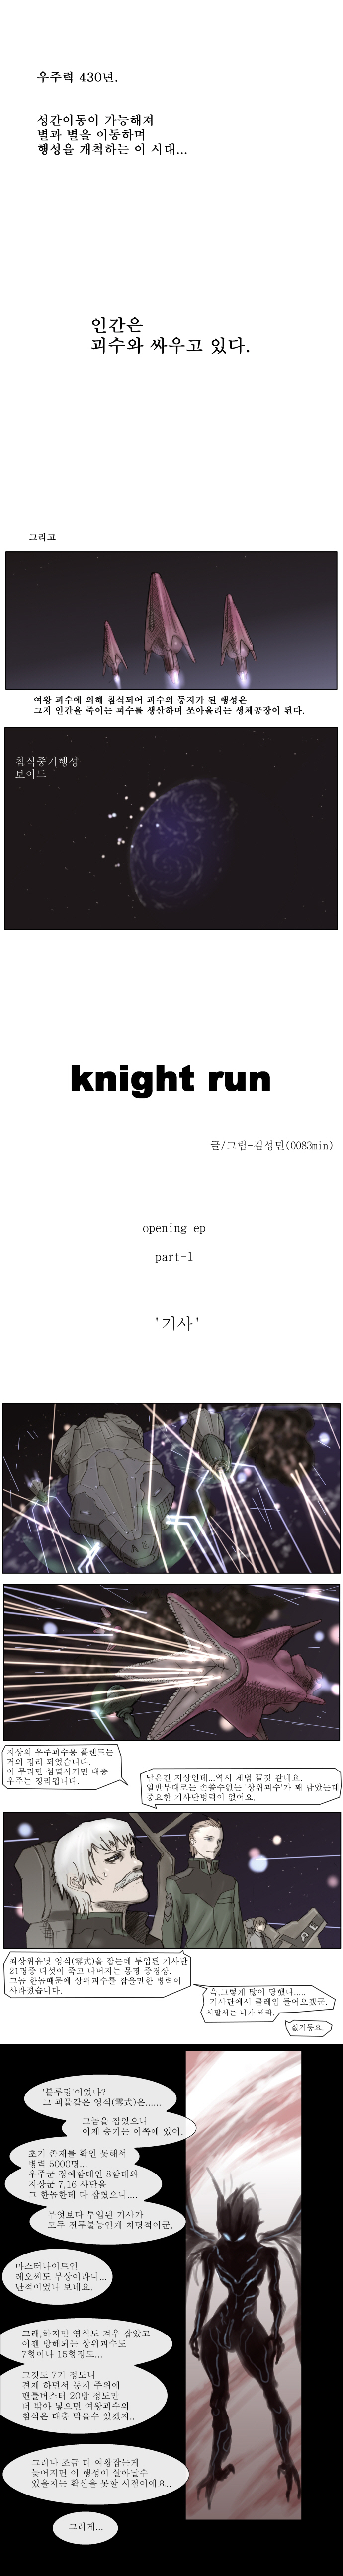 우주력 430년.
성간이동이 가능해져
별과 별을 이동하며
행성을 개척하는 이 시대...
인간은
괴수와 싸우고 있다.
그리고
여왕 괴수에 의해 침식되어 괴수의 둥지가 된 행성은
그저 인간을 죽이는 괴수를 생산하며 쏘아올리는 생체공장이 된다.
침식중기행성
보이드
knight run
글/그림-김성민(0083min)
opening ep
part-1
'기사'
지상의 우주괴수용 플랜트는
거의 정리 되었습니다.
이 무리만 섬멸시키면 대충
우주는 정리됩니다.
남은건 지상인데...역시 제법 끌것 같네요.
일반부대로는 손쓸수없는 '상위괴수'가 꽤 남았는데
중요한 기사단병력이 없어요.
최상위유닛 영식(零式)을 잡는데 투입된 기사단
21명중 다섯이 죽고 나머지는 몽땅 중경상.
그놈 한놈때문에 상위괴수를 잡을만한 병력이
사라졌습니다.
윽.그렇게 많이 당했나.....
기사단에서 클레임 들어오겠군.
시말서는 니가 써라.
싫거등요.
'블루링'이었나?
그 괴물같은 영식(零式)은......
그놈을 잡았으니
이제 승기는 이쪽에 있어.
초기 존재를 확인 못해서
병력 5000명...
우주군 정예함대인 8함대와
지상군 7,16 사단을
그 한놈한테 다 잡혔으니....
무엇보다 투입된 기사가
모두 전투불능인게 치명적이군.
마스터나이트인
레오씨도 부상이라니...
난적이었나 보네요.
그래,하지만 영식도 겨우 잡았고
이젠 방해되는 상위괴수도
7형이나 15형정도...
그것도 7기 정도니
견제 하면서 둥지 주위에
맨틀버스터 20방 정도만
더 박아 넣으면 여왕괴수의
침식은 대충 막을수 있겠지..
그러나 조금 더 여왕잡는게
늦어지면 이 행성이 살아날수
있을지는 확신을 못할 시점이에요..
그러게...